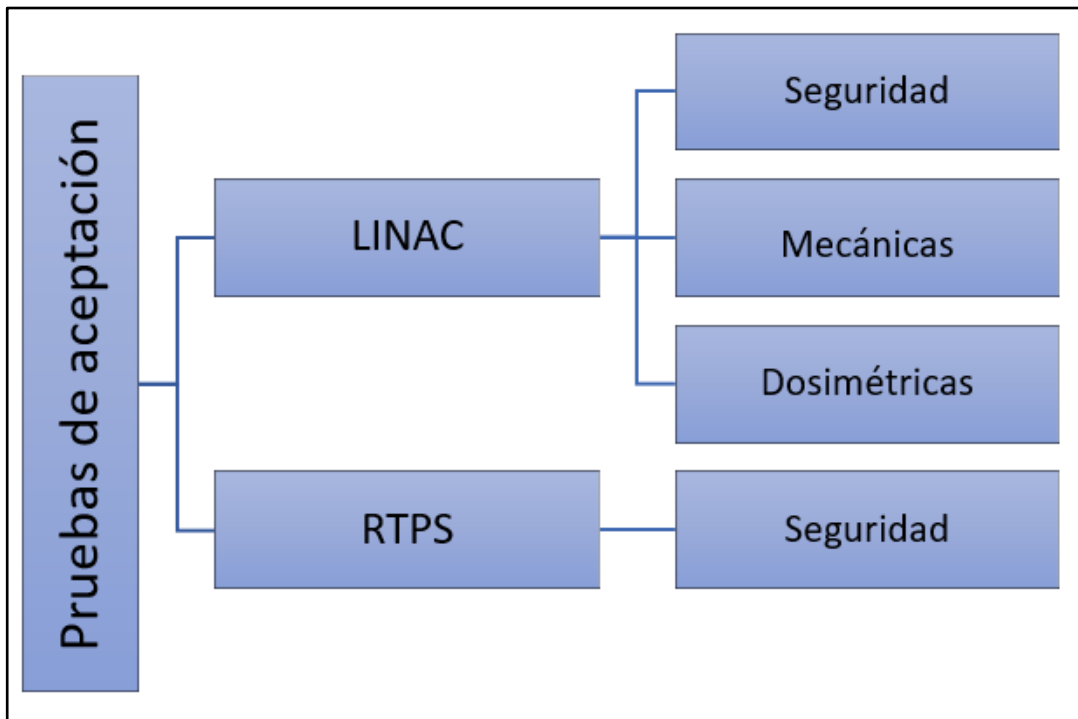 Pruebas de aceptación
LINAC
Seguridad
Mecánicas
Dosimétricas
RTPS
Seguridad